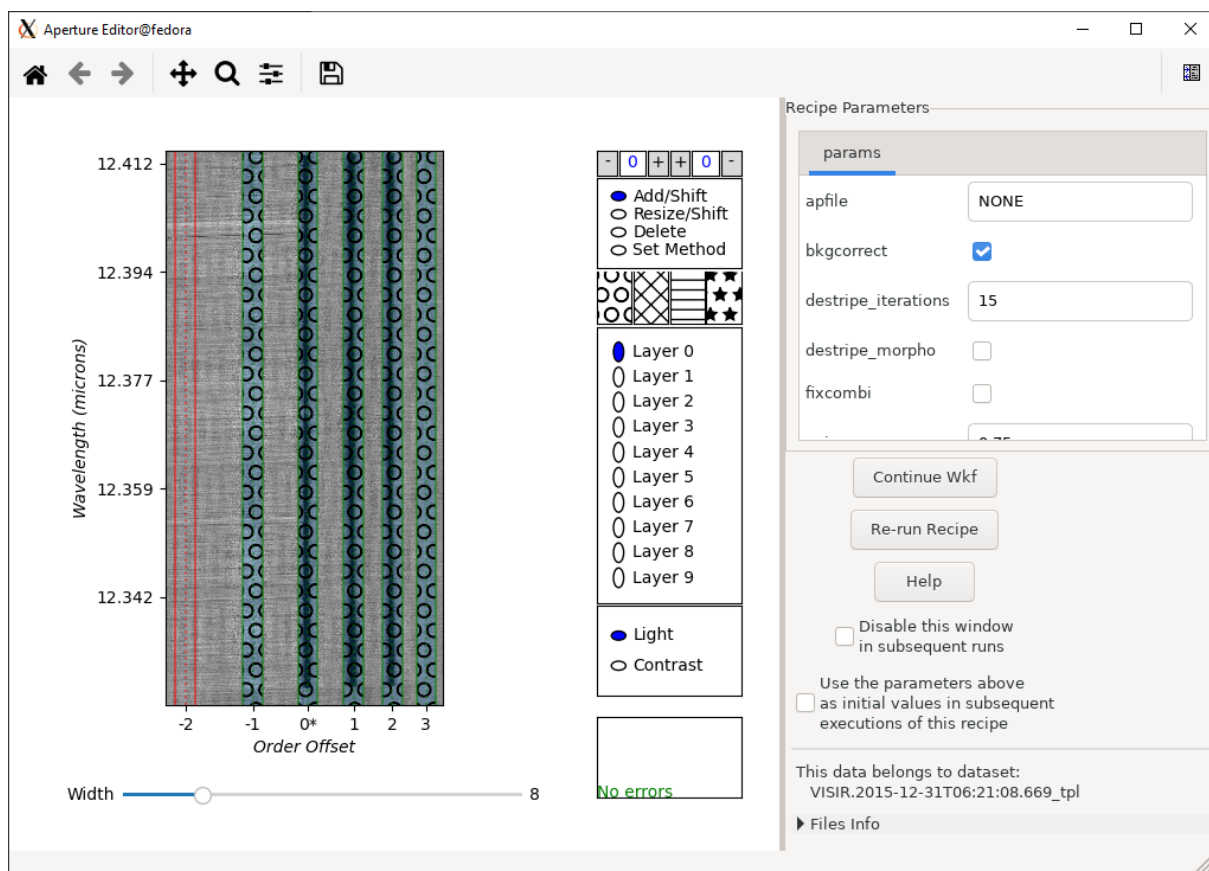 Aperture Editor@fedora
Recipe Parameters
params
apfile NONE
bkgcorrect
destripe_iterations 15
destripe_morpho
fixcombi
Continue Wkf
Re-run Recipe
Help
Disable this window
in subsequent runs
Use the parameters above
as initial values in subsequent
executions of this recipe
This data belongs to dataset:
VISIR.2015-12-31T06:21:08.669_tpl
Files Info
- 0 + + 0 -
Add/Shift
Resize/Shift
Delete
Set Method
Layer 0
Layer 1
Layer 2
Layer 3
Layer 4
Layer 5
Layer 6
Layer 7
Layer 8
Layer 9
Light
Contrast
No errors
12.412
12.394
12.377
12.359
12.342
Wavelength (microns)
-2 -1 0* 1 2 3
Order Offset
Width 8